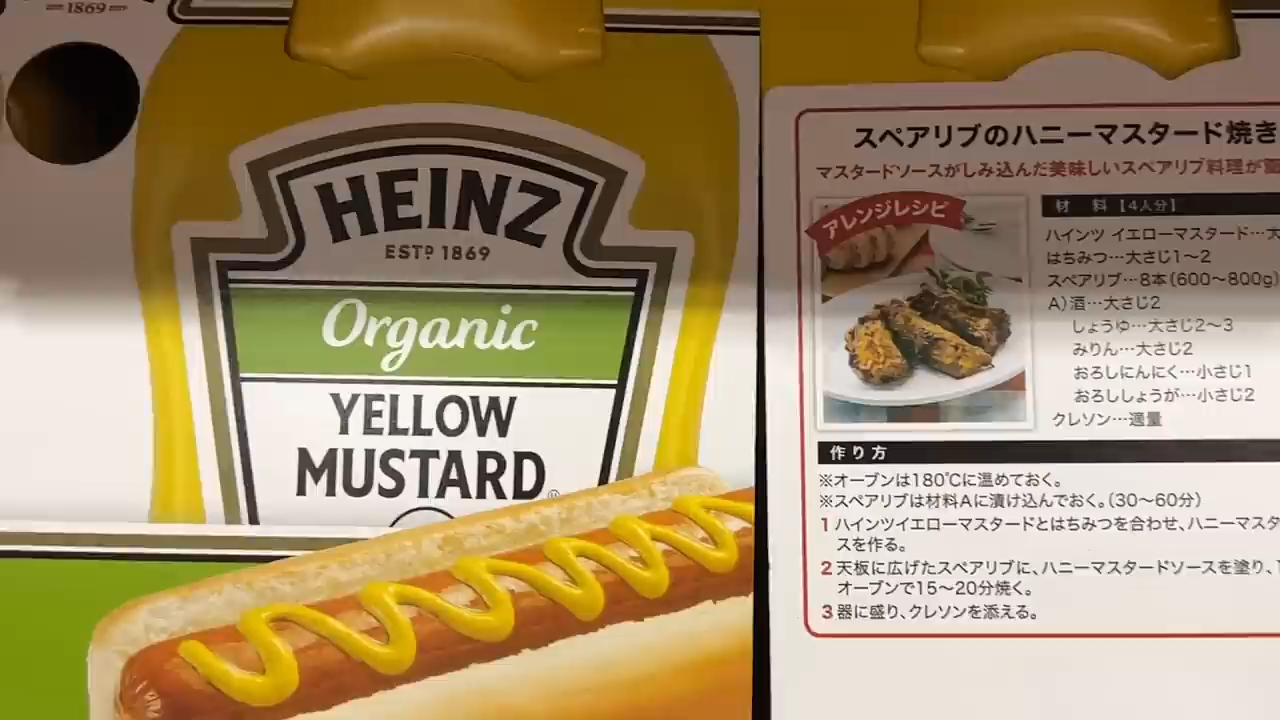 1869
HEINZ
ESTD 1869
Organic
YELLOW
MUSTARD
スペアリブのハニーマスタード焼き
マスタードソースがしみ込んだ美味しいスペアリブ料理が
アレンジレシピ
材 料【4人分】
ハインツ イエローマスタード…大
はちみつ…大さじ1〜2
スペアリブ…8本(600〜800g)
A)酒…大さじ2
しょうゆ…大さじ2〜3
みりん…大さじ2
おろしにんにく…小さじ1
おろししょうが…小さじ2
クレソン…適量
作り方
※オーブンは180℃に温めておく。
※スペアリブは材料Aに漬け込んでおく。(30〜60分)
1 ハインツイエローマスタードとはちみつを合わせ、ハニーマスタ
スを作る。
2 天板に広げたスペアリブに、ハニーマスタードソースを塗り、1
オーブンで15〜20分焼く。
3 器に盛り、クレソンを添える。